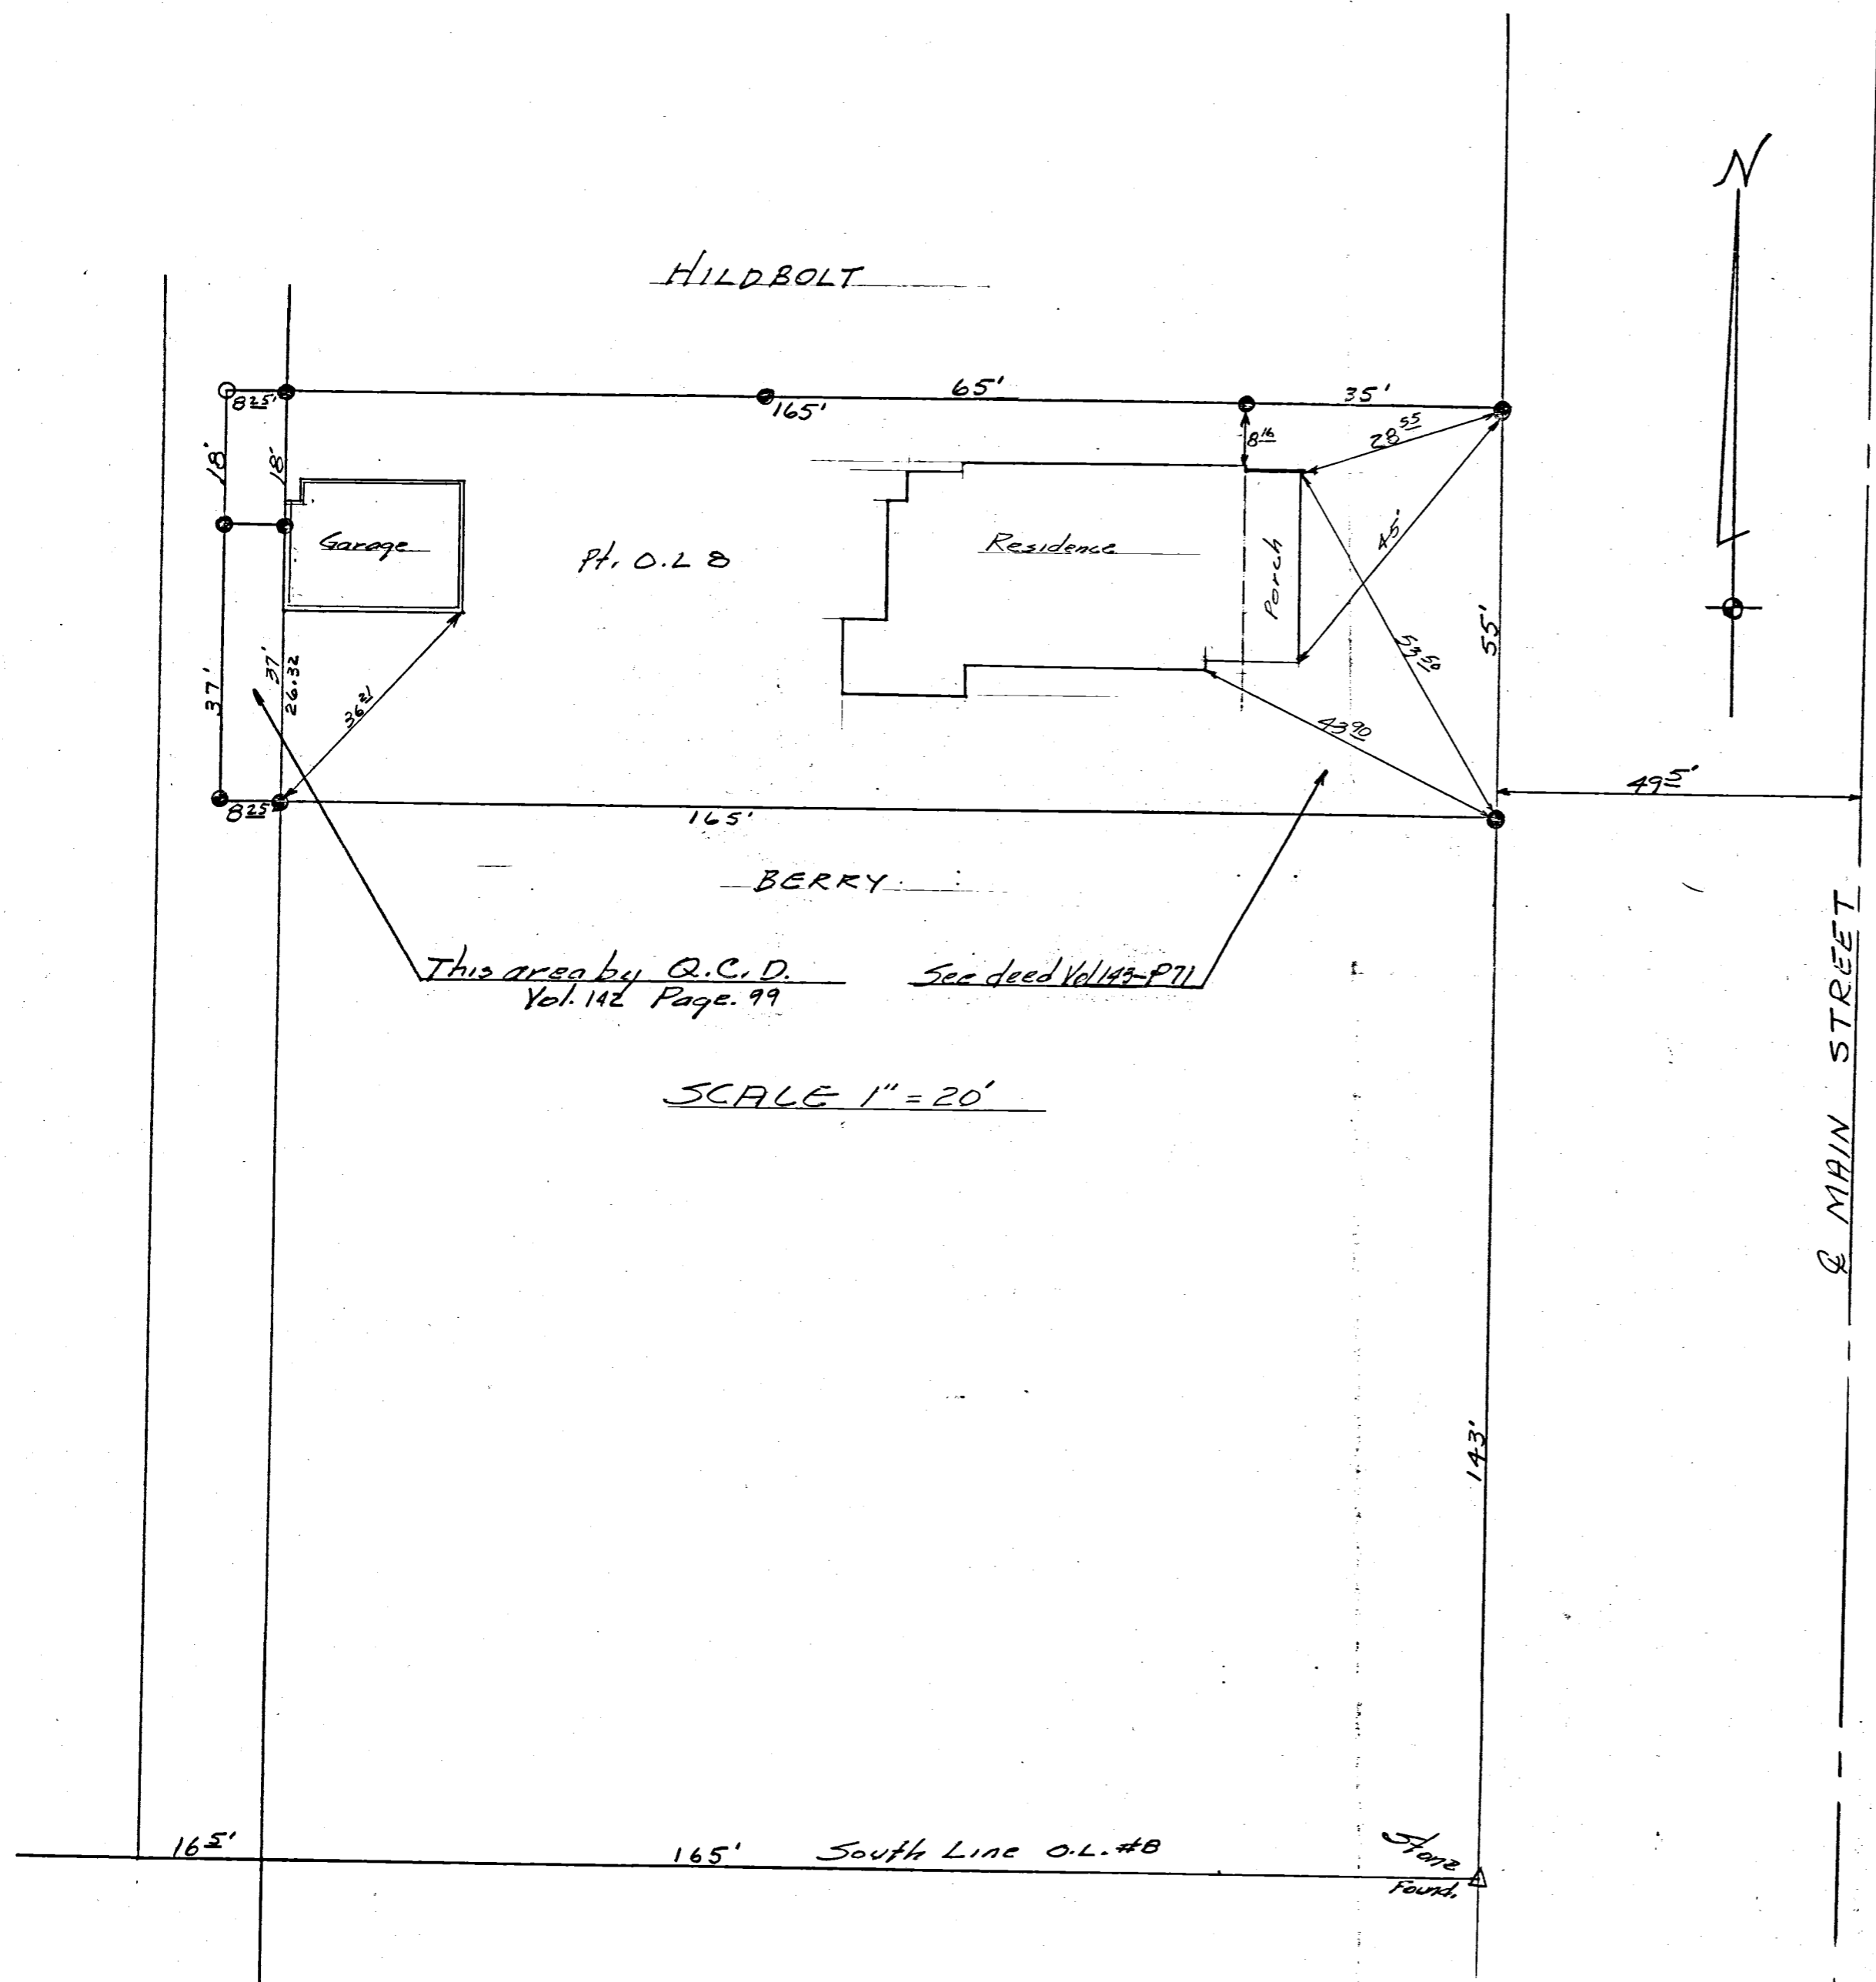 N
HILDBOLT
65'
35'
8 25'
165'
18'
18'
8 16
28 55
Garage
Pt. O.L 8
Residence
Porch
45'
53 50
55'
37'
37'
26.32
36 21
43 90
49 5'
8 25'
165'
BERRY
This area by Q.C.D.
Vol. 142 Page. 99
See deed Vol 143-P71
SCALE 1" = 20'
℄ MAIN STREET
143'
16 5'
165' South Line O.L. #8
Stone
Found.